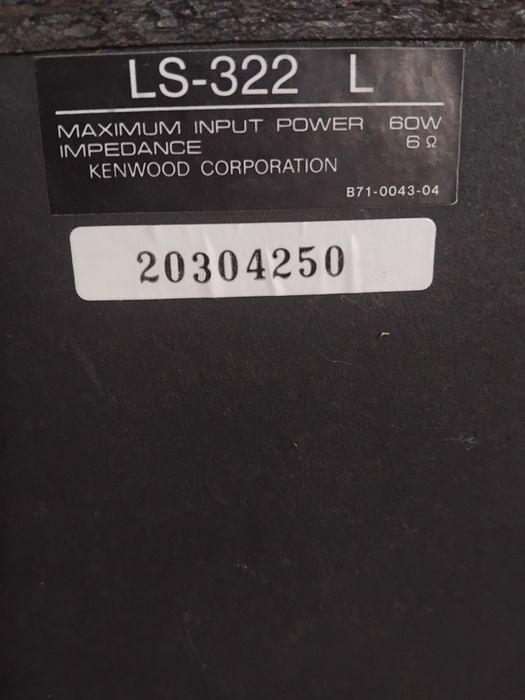 LS-322 L
MAXIMUM INPUT POWER 60W
IMPEDANCE 6 Ω
KENWOOD CORPORATION
B71-0043-04
20304250